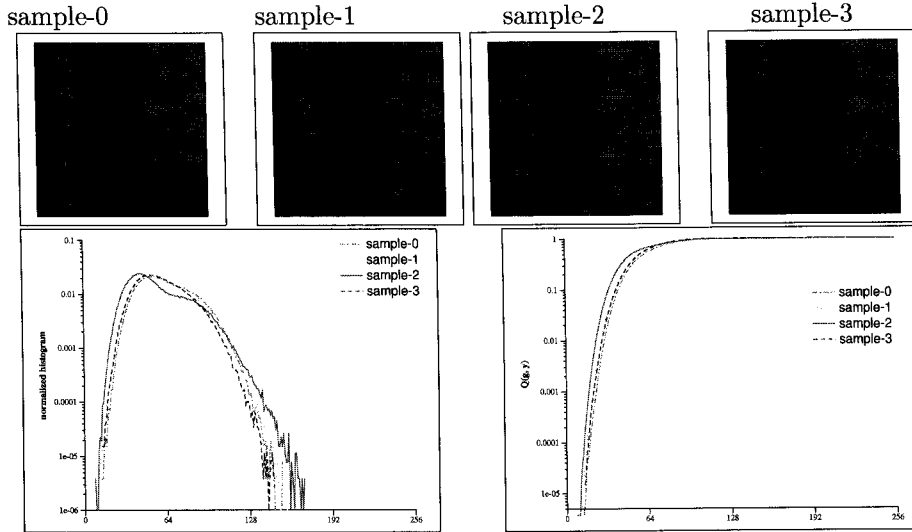 sample-0 sample-1 sample-2 sample-3
0.1
0.01
0.001
0.0001
1e-05
1e-06
0 64 128 192 256
normalized histogram
sample-0
sample-1
sample-2
sample-3
1
0.1
0.01
0.001
0.0001
1e-05
0 64 128 192 256
Q(g, y)
sample-0
sample-1
sample-2
sample-3